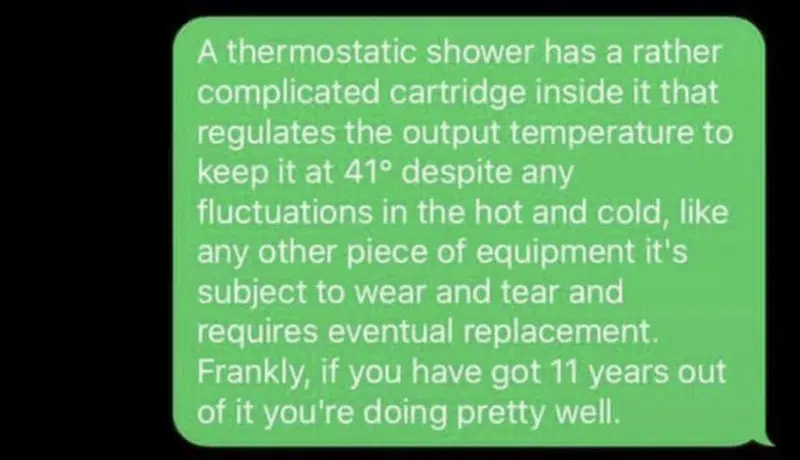 A thermostatic shower has a rather
complicated cartridge inside it that
regulates the output temperature to
keep it at 41° despite any
fluctuations in the hot and cold, like
any other piece of equipment it's
subject to wear and tear and
requires eventual replacement.
Frankly, if you have got 11 years out
of it you're doing pretty well.